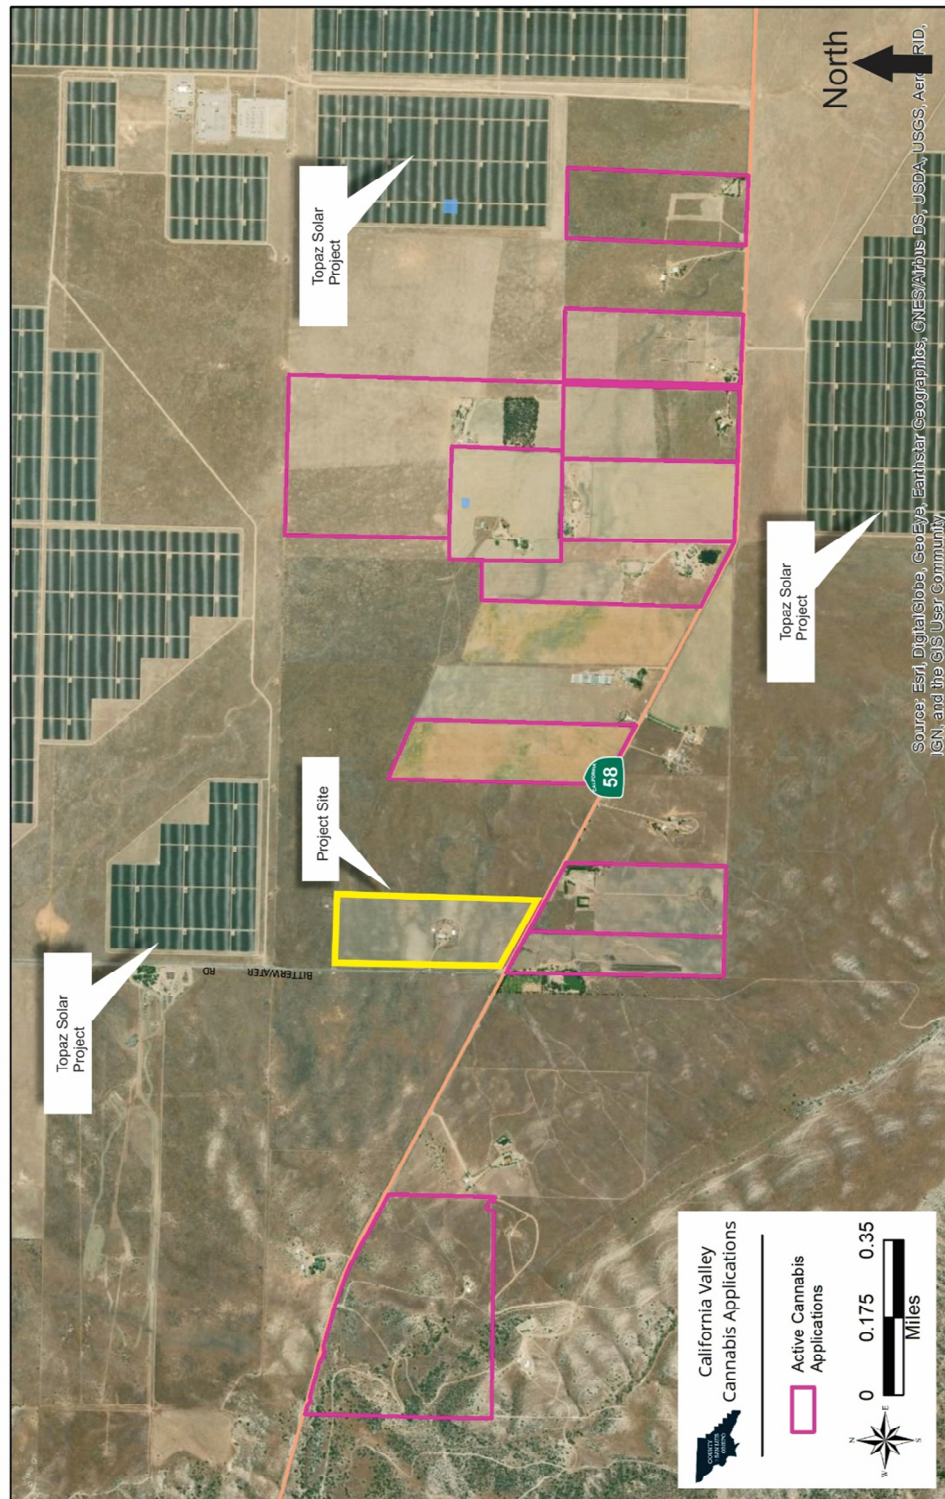 North
Topaz Solar
Project
Topaz Solar
Project
Project Site
Topaz Solar
Project
BITTERWATER RD
CALIFORNIA
58
California Valley
Cannabis Applications
Active Cannabis
Applications
0 0.175 0.35
Miles
N
E
S
W
Source: Esri, DigitalGlobe, GeoEye, Earthstar Geographics, CNES/Airbus DS, USDA, USGS,
IGN, and the GIS User Community